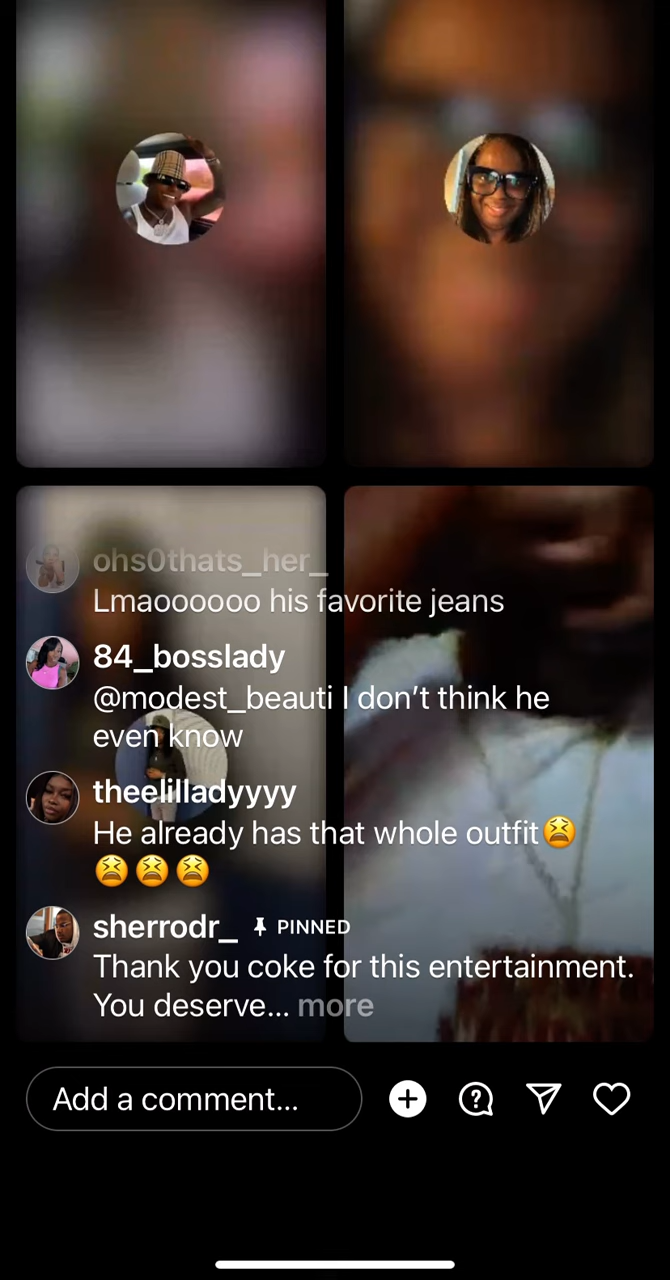 ohs0thats_her_
Lmaoooooo his favorite jeans
84_bosslady
@modest_beauti I don’t think he
even know
theelilladyyyy
He already has that whole outfit😫
😫😫😫
sherrodr_ PINNED
Thank you coke for this entertainment.
You deserve... more
Add a comment...